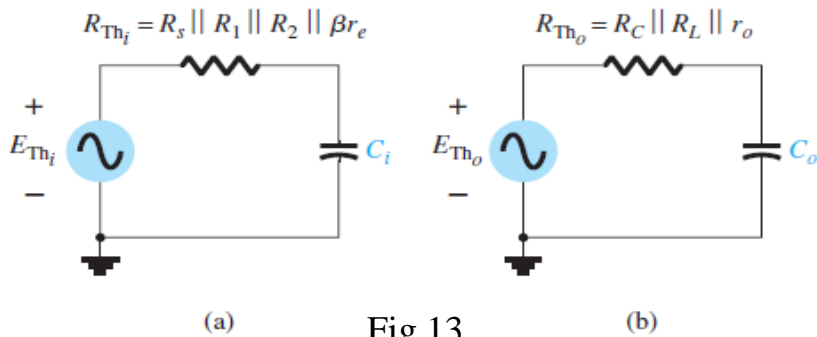 R_Th_i = R_s || R_1 || R_2 || βr_e
R_Th_o = R_C || R_L || r_o
+
E_Th_i
−
C_i
+
E_Th_o
−
C_o
(a)
Fig 13
(b)